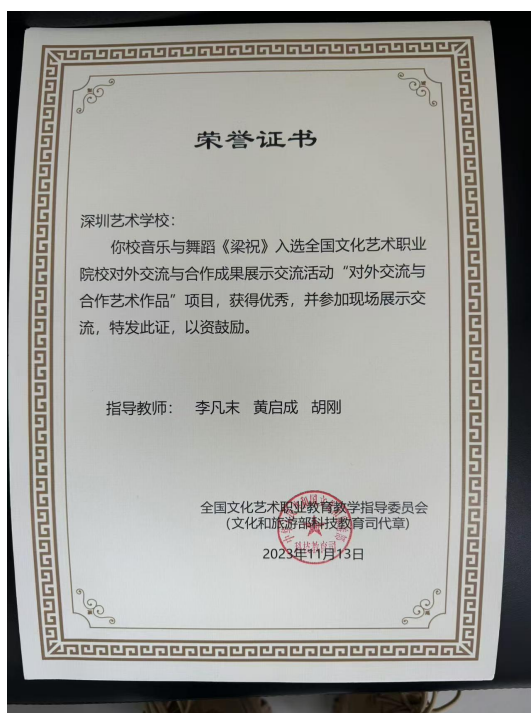 荣誉证书
深圳艺术学校：
你校音乐与舞蹈《梁祝》入选全国文化艺术职业
院校对外交流与合作成果展示交流活动“对外交流与
合作艺术作品”项目，获得优秀，并参加现场展示交
流，特发此证，以资鼓励。
指导教师： 李凡末 黄启成 胡刚
全国文化艺术职业教育教学指导委员会
（文化和旅游部科技教育司代章）
科技教育司
2023年11月13日